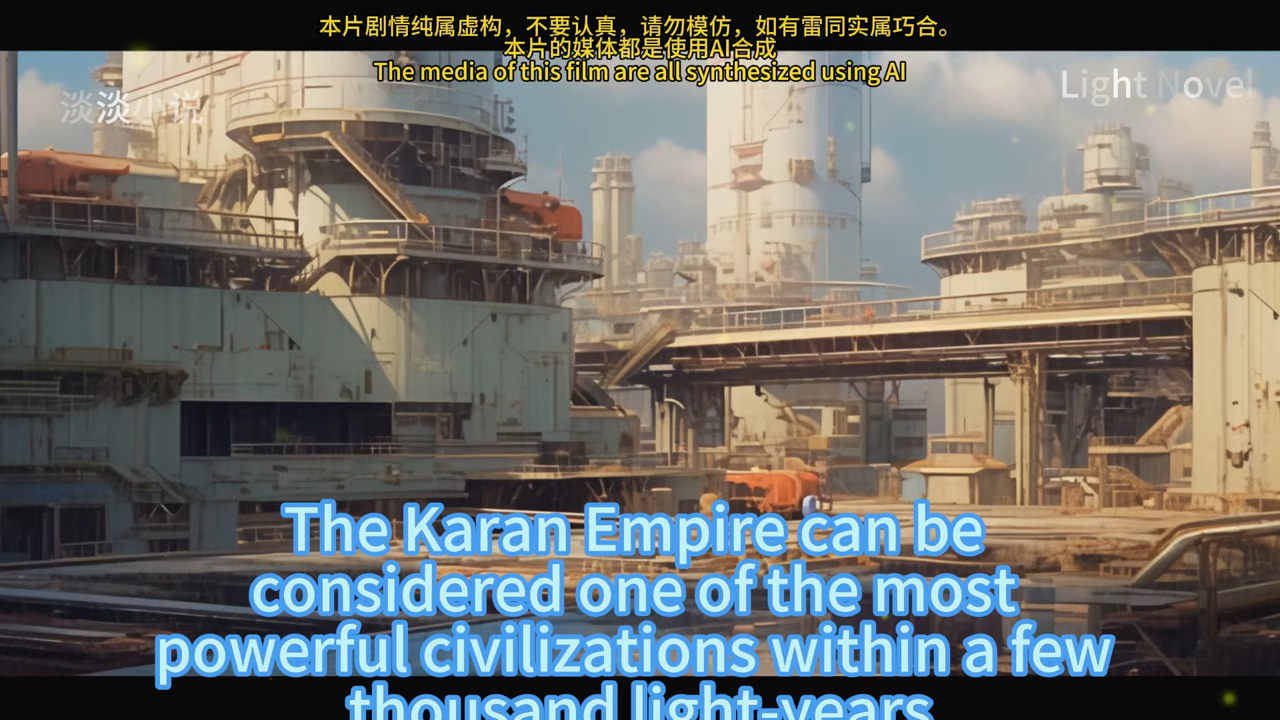 本片剧情纯属虚构，不要认真，请勿模仿，如有雷同实属巧合。
本片的媒体都是使用AI合成
The media of this film are all synthesized using AI
淡淡小说
Light Novel
The Karan Empire can be
considered one of the most
powerful civilizations within a few
thousand light-years